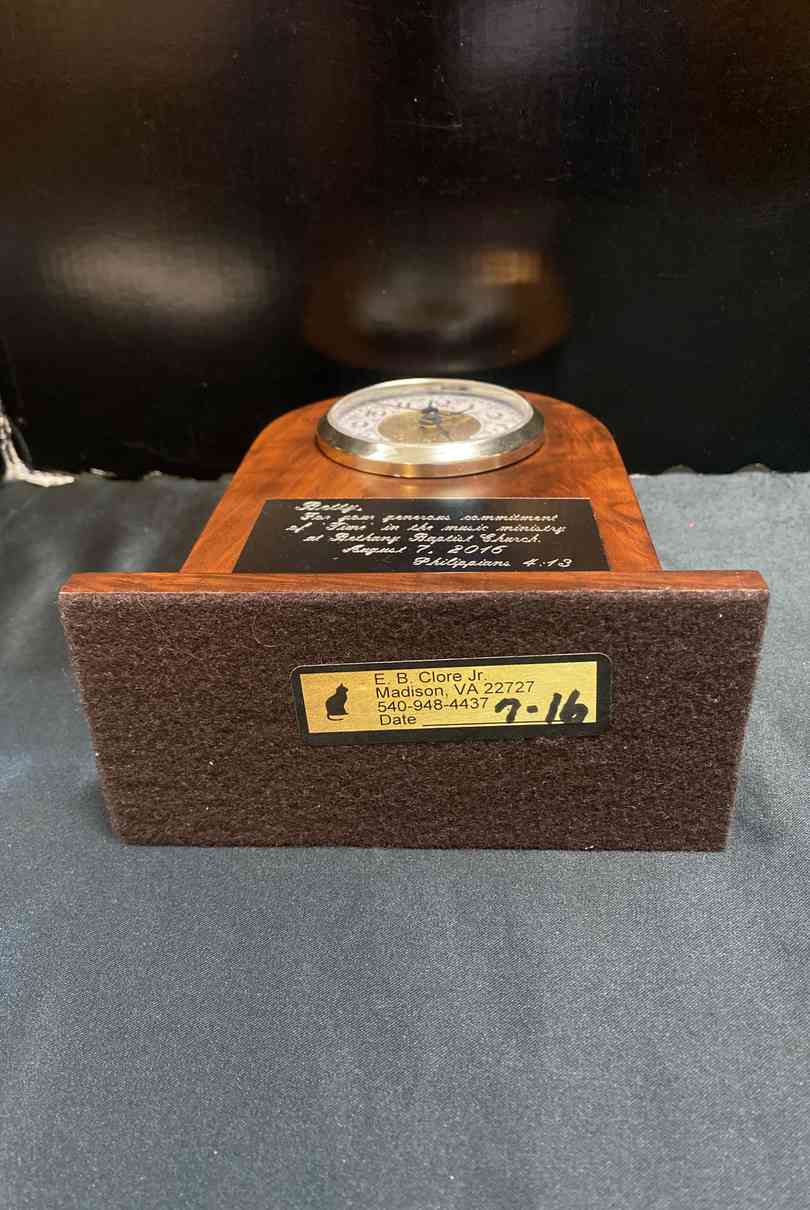 Betty,
For your generous commitment
of 'Time' in the music ministry
at Bethany Baptist Church.
August 7, 2016
Philippians 4:13
E. B. Clore Jr.
Madison, VA 22727
540-948-4437
Date 7-16